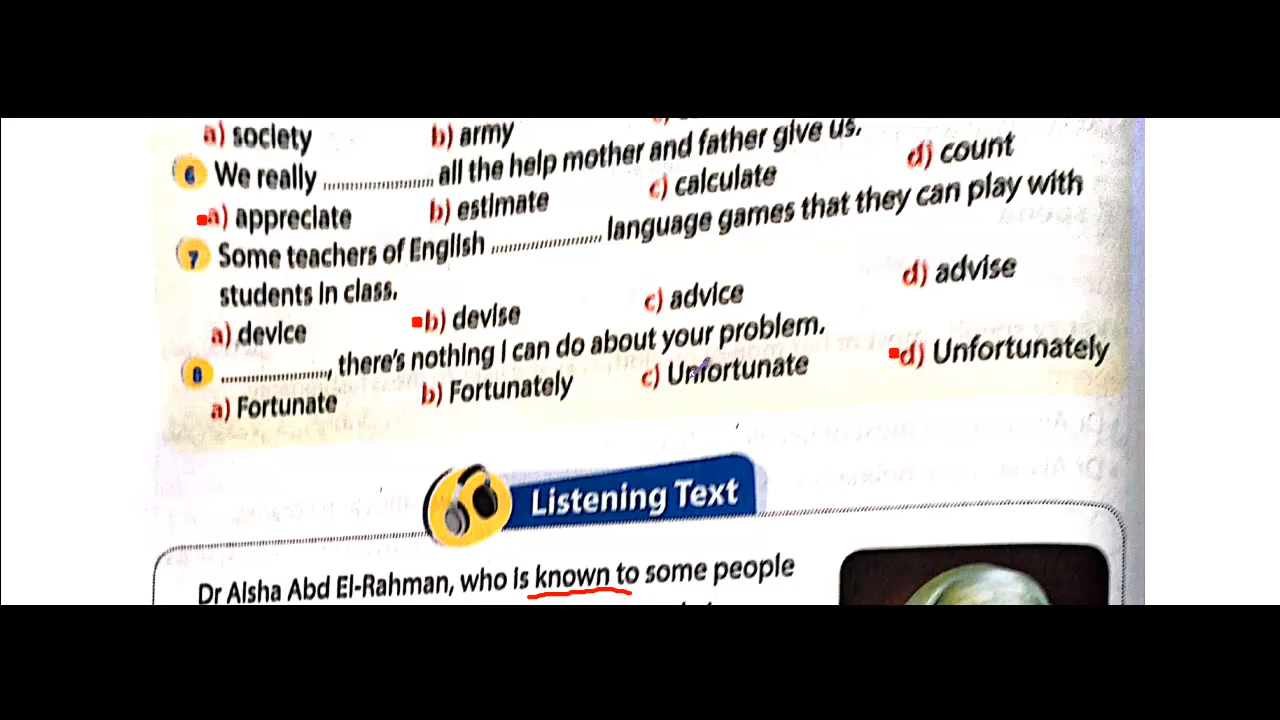 a) society b) army
6 We really ........................ all the help mother and father give us.
a) appreciate b) estimate c) calculate d) count
7 Some teachers of English ........................ language games that they can play with
students in class.
a) device b) devise c) advice d) advise
8 ........................, there's nothing I can do about your problem.
a) Fortunate b) Fortunately c) Unfortunate d) Unfortunately
Listening Text
Dr Aisha Abd El-Rahman, who is known to some people